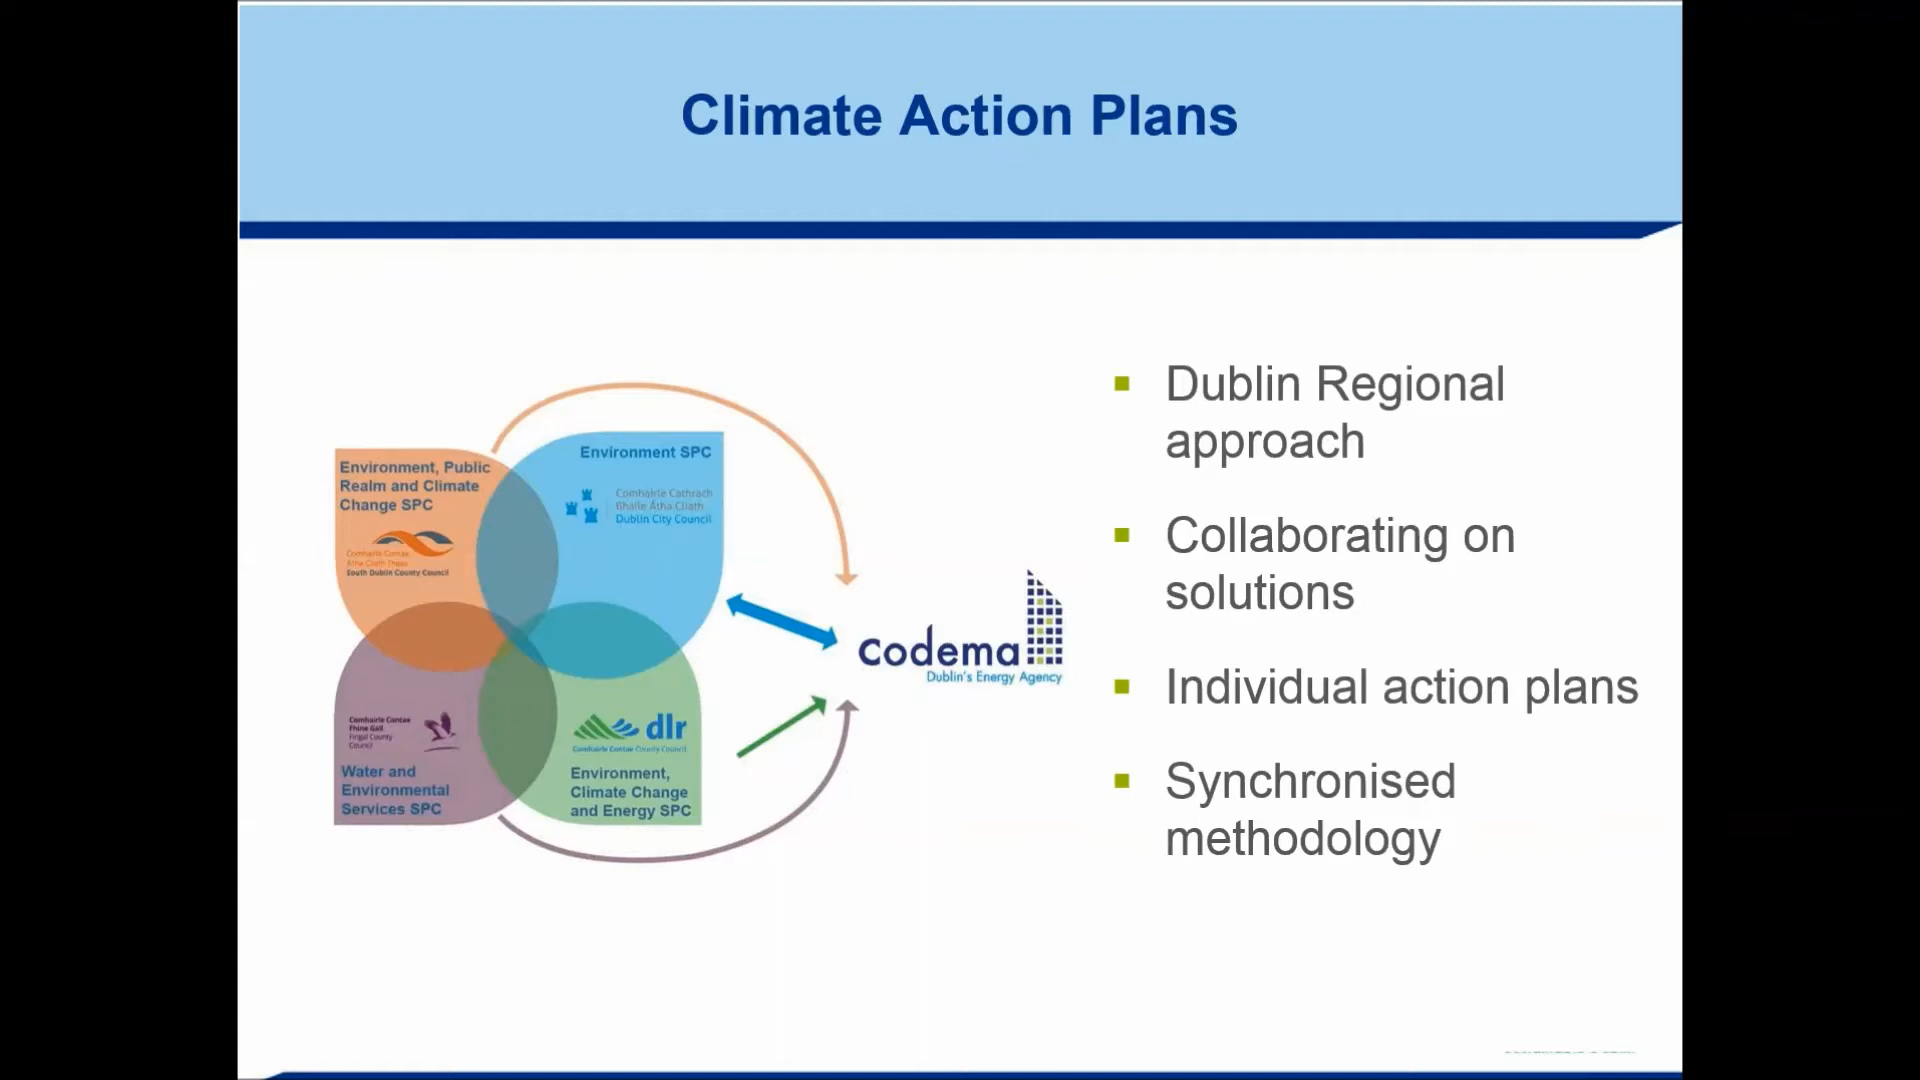 Climate Action Plans
Environment, Public
Realm and Climate
Change SPC
Comhairle Contae
Átha Cliath Theas
South Dublin County Council
Environment SPC
Comhairle Cathrach
Bhaile Átha Cliath
Dublin City Council
Comhairle Contae
Fhine Gall
Fingal County
Council
Water and
Environmental
Services SPC
dlr
Comhairle Contae County Council
Environment,
Climate Change
and Energy SPC
Codema
Dublin's Energy Agency
Dublin Regional
approach
Collaborating on
solutions
Individual action plans
Synchronised
methodology